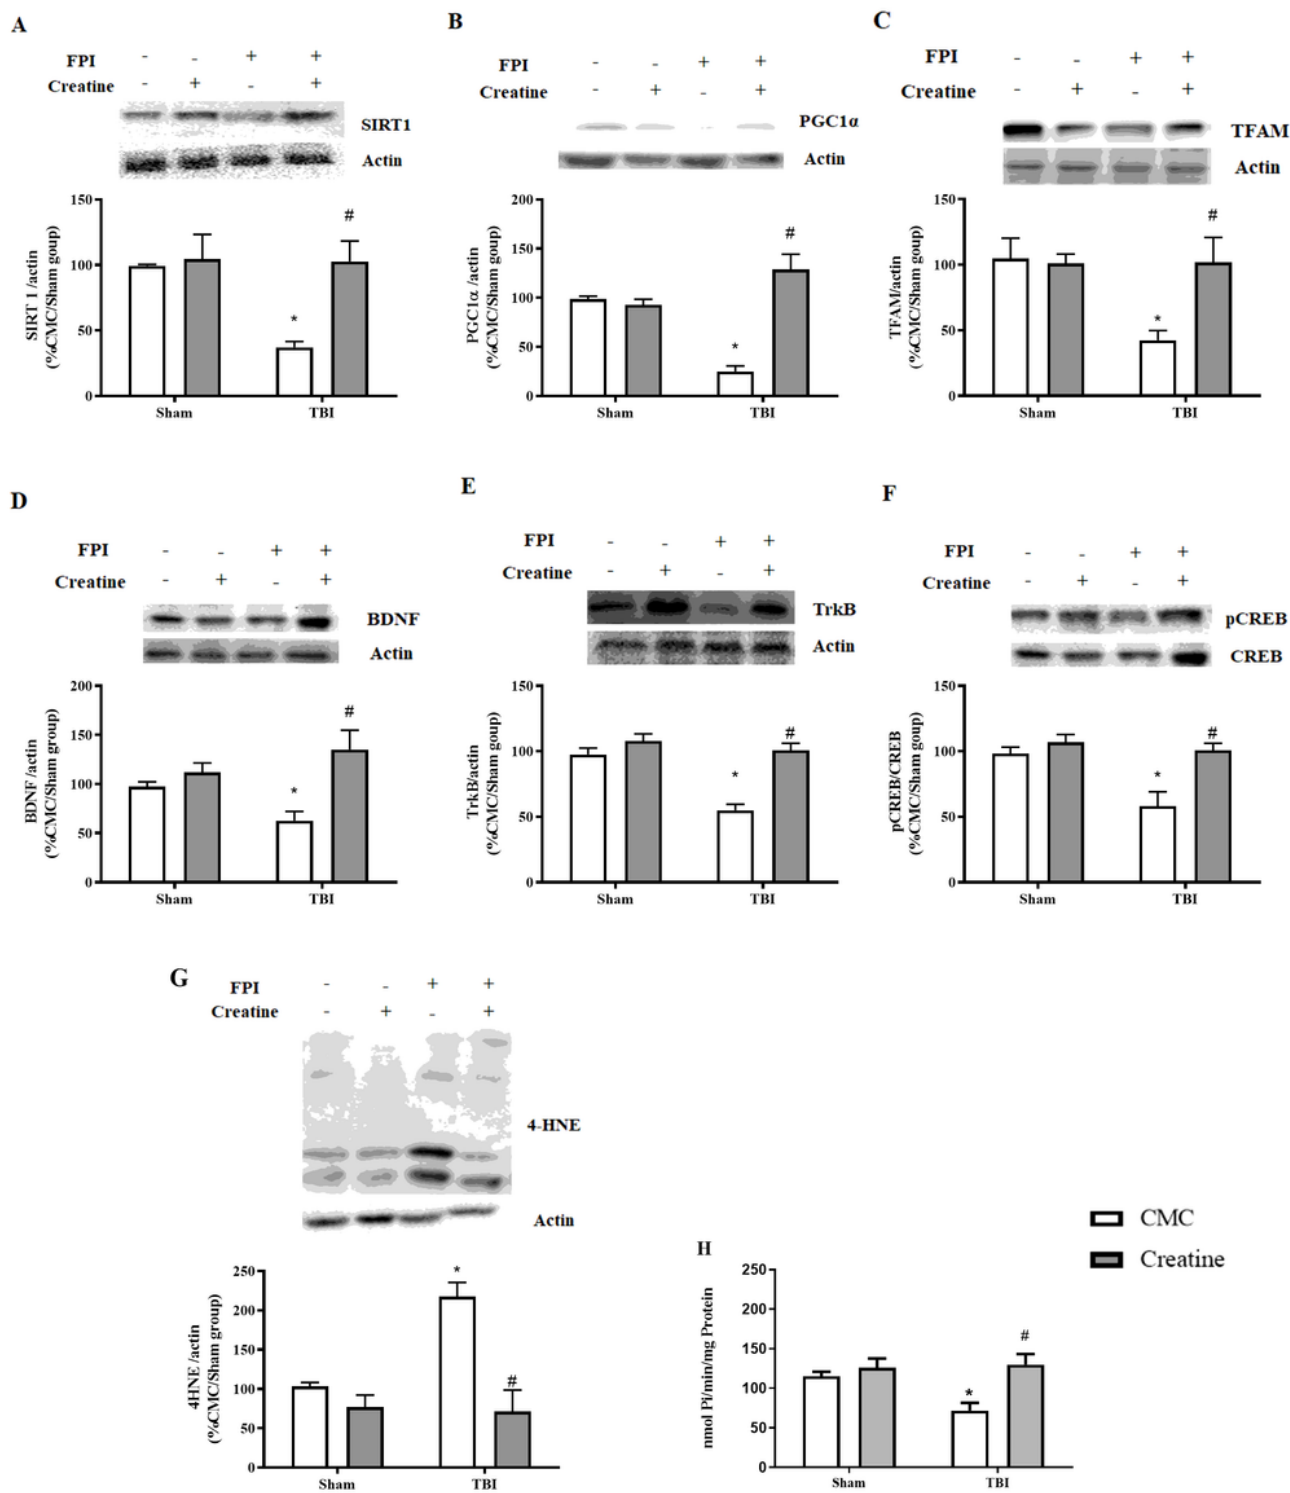 A
FPI - - + +
Creatine - + - +
SIRT1
Actin
150
100
50
0
SIRT 1 /actin
(%CMC/Sham goup)
*
#
Sham TBI
B
FPI - - + +
Creatine - + - +
PGC1α
Actin
200
150
100
50
0
PGC1α /actin
(%CMC/Sham goup)
*
#
Sham TBI
C
FPI - - + +
Creatine - + - +
TFAM
Actin
150
100
50
0
TFAM/actin
(%CMC/Sham goup)
*
#
Sham TBI
D
FPI - - + +
Creatine - + - +
BDNF
Actin
200
150
100
50
0
BDNF /actin
(%CMC/Sham group)
*
#
Sham TBI
E
FPI - - + +
Creatine - + - +
TrkB
Actin
150
100
50
0
TrkB/actin
(%CMC/Sham goup)
*
#
Sham TBI
F
FPI - - + +
Creatine - + - +
pCREB
CREB
150
100
50
0
pCREB/CREB
(%CMC/Sham goup)
*
#
Sham TBI
G
FPI - - + +
Creatine - + - +
4-HNE
Actin
250
200
150
100
50
0
4HNE /actin
(%CMC/Sham group)
*
#
Sham TBI
CMC
Creatine
H
250
200
150
100
50
0
nmol Pi/min/mg Protein
*
#
Sham TBI